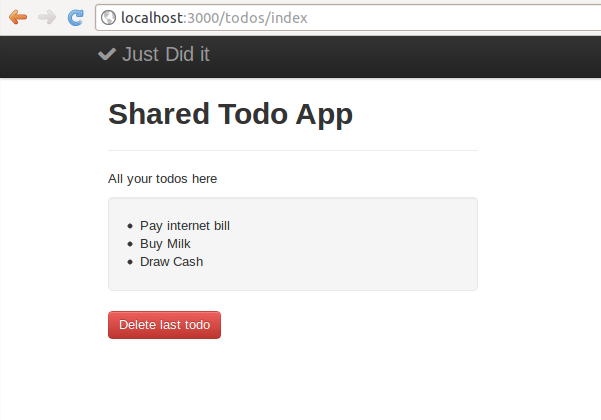 localhost:3000/todos/index
Just Did it
Shared Todo App
All your todos here
Pay internet bill
Buy Milk
Draw Cash
Delete last todo